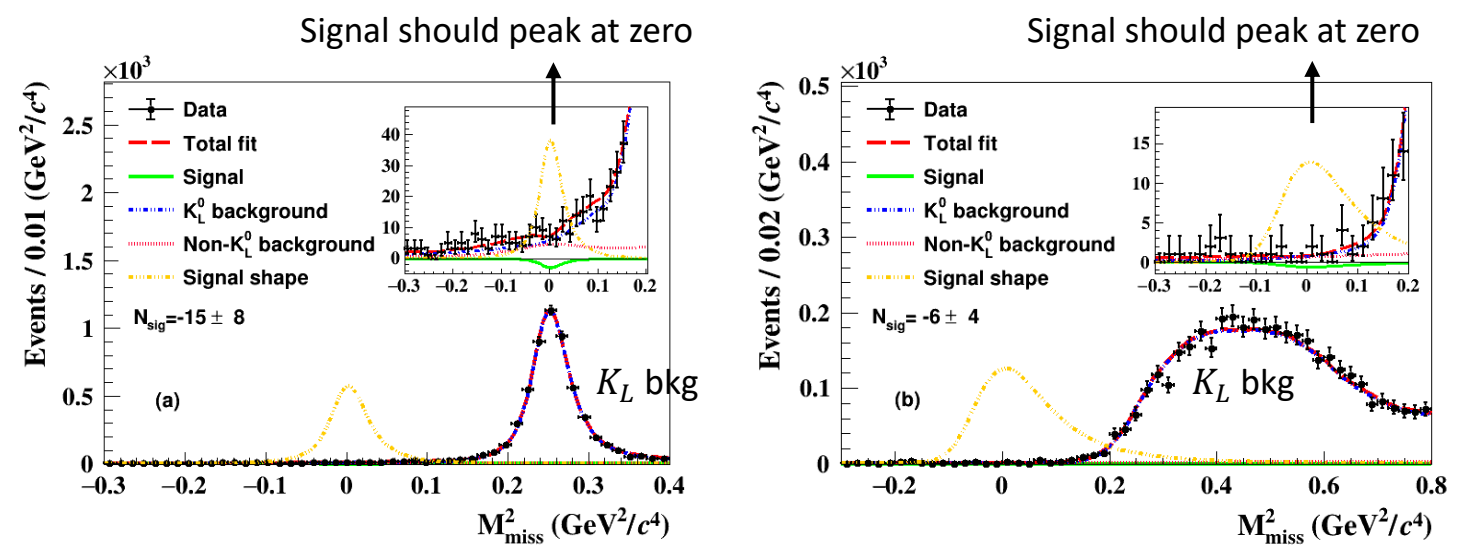 Signal should peak at zero
Signal should peak at zero
×10³
Events / 0.01 (GeV²/c⁴)
2.5
2
1.5
1
0.5
0
Data
Total fit
Signal
K⁰_L background
Non-K⁰_L background
Signal shape
N_sig=-15 ± 8
40
30
20
10
0
−0.3 −0.2 −0.1 0 0.1 0.2
(a)
K_L bkg
−0.3 −0.2 −0.1 0 0.1 0.2 0.3 0.4
M²_miss (GeV²/c⁴)
×10³
Events / 0.02 (GeV²/c⁴)
0.5
0.4
0.3
0.2
0.1
0
Data
Total fit
Signal
K⁰_L background
Non-K⁰_L background
Signal shape
N_sig= -6 ± 4
15
10
5
0
−0.3 −0.2 −0.1 0 0.1 0.2
(b)
K_L bkg
−0.2 0 0.2 0.4 0.6 0.8
M²_miss (GeV²/c⁴)